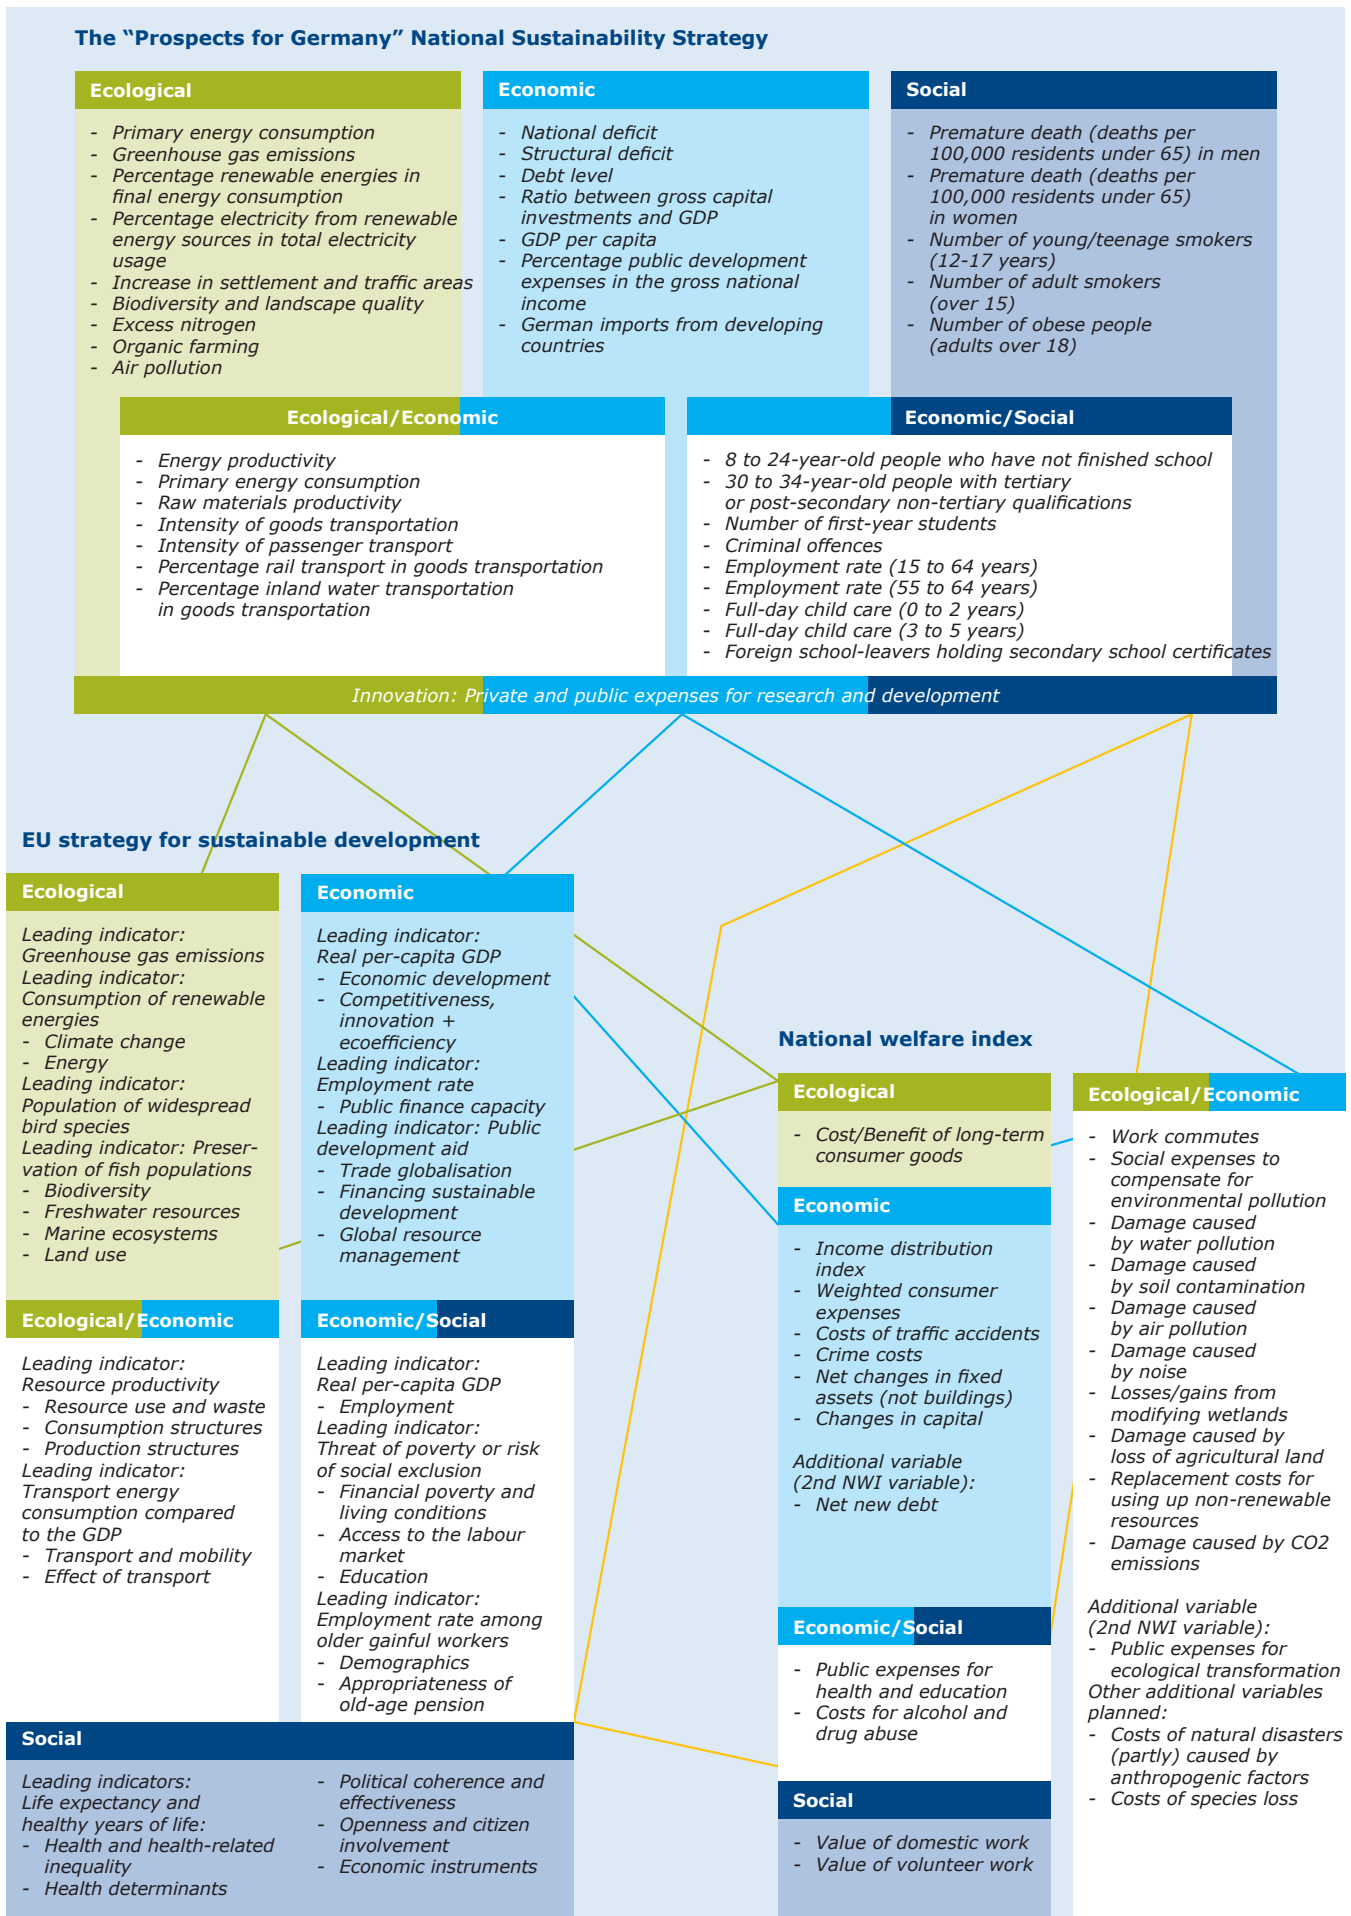 The “Prospects for Germany” National Sustainability Strategy
Ecological
- Primary energy consumption
- Greenhouse gas emissions
- Percentage renewable energies in
final energy consumption
- Percentage electricity from renewable
energy sources in total electricity
usage
- Increase in settlement and traffic areas
- Biodiversity and landscape quality
- Excess nitrogen
- Organic farming
- Air pollution
Economic
- National deficit
- Structural deficit
- Debt level
- Ratio between gross capital
investments and GDP
- GDP per capita
- Percentage public development
expenses in the gross national
income
- German imports from developing
countries
Social
- Premature death (deaths per
100,000 residents under 65) in men
- Premature death (deaths per
100,000 residents under 65)
in women
- Number of young/teenage smokers
(12-17 years)
- Number of adult smokers
(over 15)
- Number of obese people
(adults over 18)
Ecological/Economic
- Energy productivity
- Primary energy consumption
- Raw materials productivity
- Intensity of goods transportation
- Intensity of passenger transport
- Percentage rail transport in goods transportation
- Percentage inland water transportation
in goods transportation
Economic/Social
- 8 to 24-year-old people who have not finished school
- 30 to 34-year-old people with tertiary
or post-secondary non-tertiary qualifications
- Number of first-year students
- Criminal offences
- Employment rate (15 to 64 years)
- Employment rate (55 to 64 years)
- Full-day child care (0 to 2 years)
- Full-day child care (3 to 5 years)
- Foreign school-leavers holding secondary school certificates
Innovation: Private and public expenses for research and development
EU strategy for sustainable development
Ecological
Leading indicator:
Greenhouse gas emissions
Leading indicator:
Consumption of renewable
energies
- Climate change
- Energy
Leading indicator:
Population of widespread
bird species
Leading indicator: Preser-
vation of fish populations
- Biodiversity
- Freshwater resources
- Marine ecosystems
- Land use
Economic
Leading indicator:
Real per-capita GDP
- Economic development
- Competitiveness,
innovation +
ecoefficiency
Leading indicator:
Employment rate
- Public finance capacity
Leading indicator: Public
development aid
- Trade globalisation
- Financing sustainable
development
- Global resource
management
Ecological/Economic
Leading indicator:
Resource productivity
- Resource use and waste
- Consumption structures
- Production structures
Leading indicator:
Transport energy
consumption compared
to the GDP
- Transport and mobility
- Effect of transport
Economic/Social
Leading indicator:
Real per-capita GDP
- Employment
Leading indicator:
Threat of poverty or risk
of social exclusion
- Financial poverty and
living conditions
- Access to the labour
market
- Education
Leading indicator:
Employment rate among
older gainful workers
- Demographics
- Appropriateness of
old-age pension
Social
Leading indicators:
Life expectancy and
healthy years of life:
- Health and health-related
inequality
- Health determinants
- Political coherence and
effectiveness
- Openness and citizen
involvement
- Economic instruments
National welfare index
Ecological
- Cost/Benefit of long-term
consumer goods
Economic
- Income distribution
index
- Weighted consumer
expenses
- Costs of traffic accidents
- Crime costs
- Net changes in fixed
assets (not buildings)
- Changes in capital
Additional variable
(2nd NWI variable):
- Net new debt
Economic/Social
- Public expenses for
health and education
- Costs for alcohol and
drug abuse
Social
- Value of domestic work
- Value of volunteer work
Ecological/Economic
- Work commutes
- Social expenses to
compensate for
environmental pollution
- Damage caused
by water pollution
- Damage caused
by soil contamination
- Damage caused
by air pollution
- Damage caused
by noise
- Losses/gains from
modifying wetlands
- Damage caused by
loss of agricultural land
- Replacement costs for
using up non-renewable
resources
- Damage caused by CO2
emissions
Additional variable
(2nd NWI variable):
- Public expenses for
ecological transformation
Other additional variables
planned:
- Costs of natural disasters
(partly) caused by
anthropogenic factors
- Costs of species loss